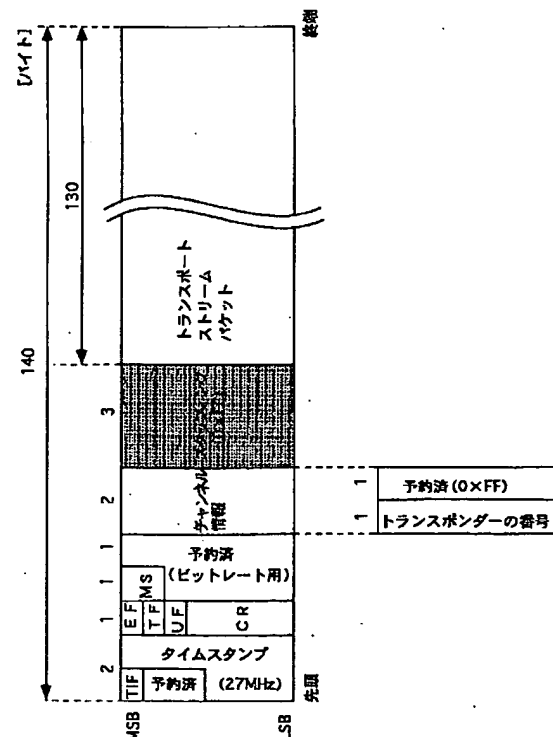 [バイト]
140
130
2
1
1
1
2
3
MSB
LSB
先頭
終端
TIF
予約済
タイムスタンプ
(27MHz)
EF
TF
UF
CR
MS
予約済
(ビットレート用)
チャンネル
情報
トランスポート
ストリーム
パケット
1
予約済(0×FF)
1
トランスポンダーの番号